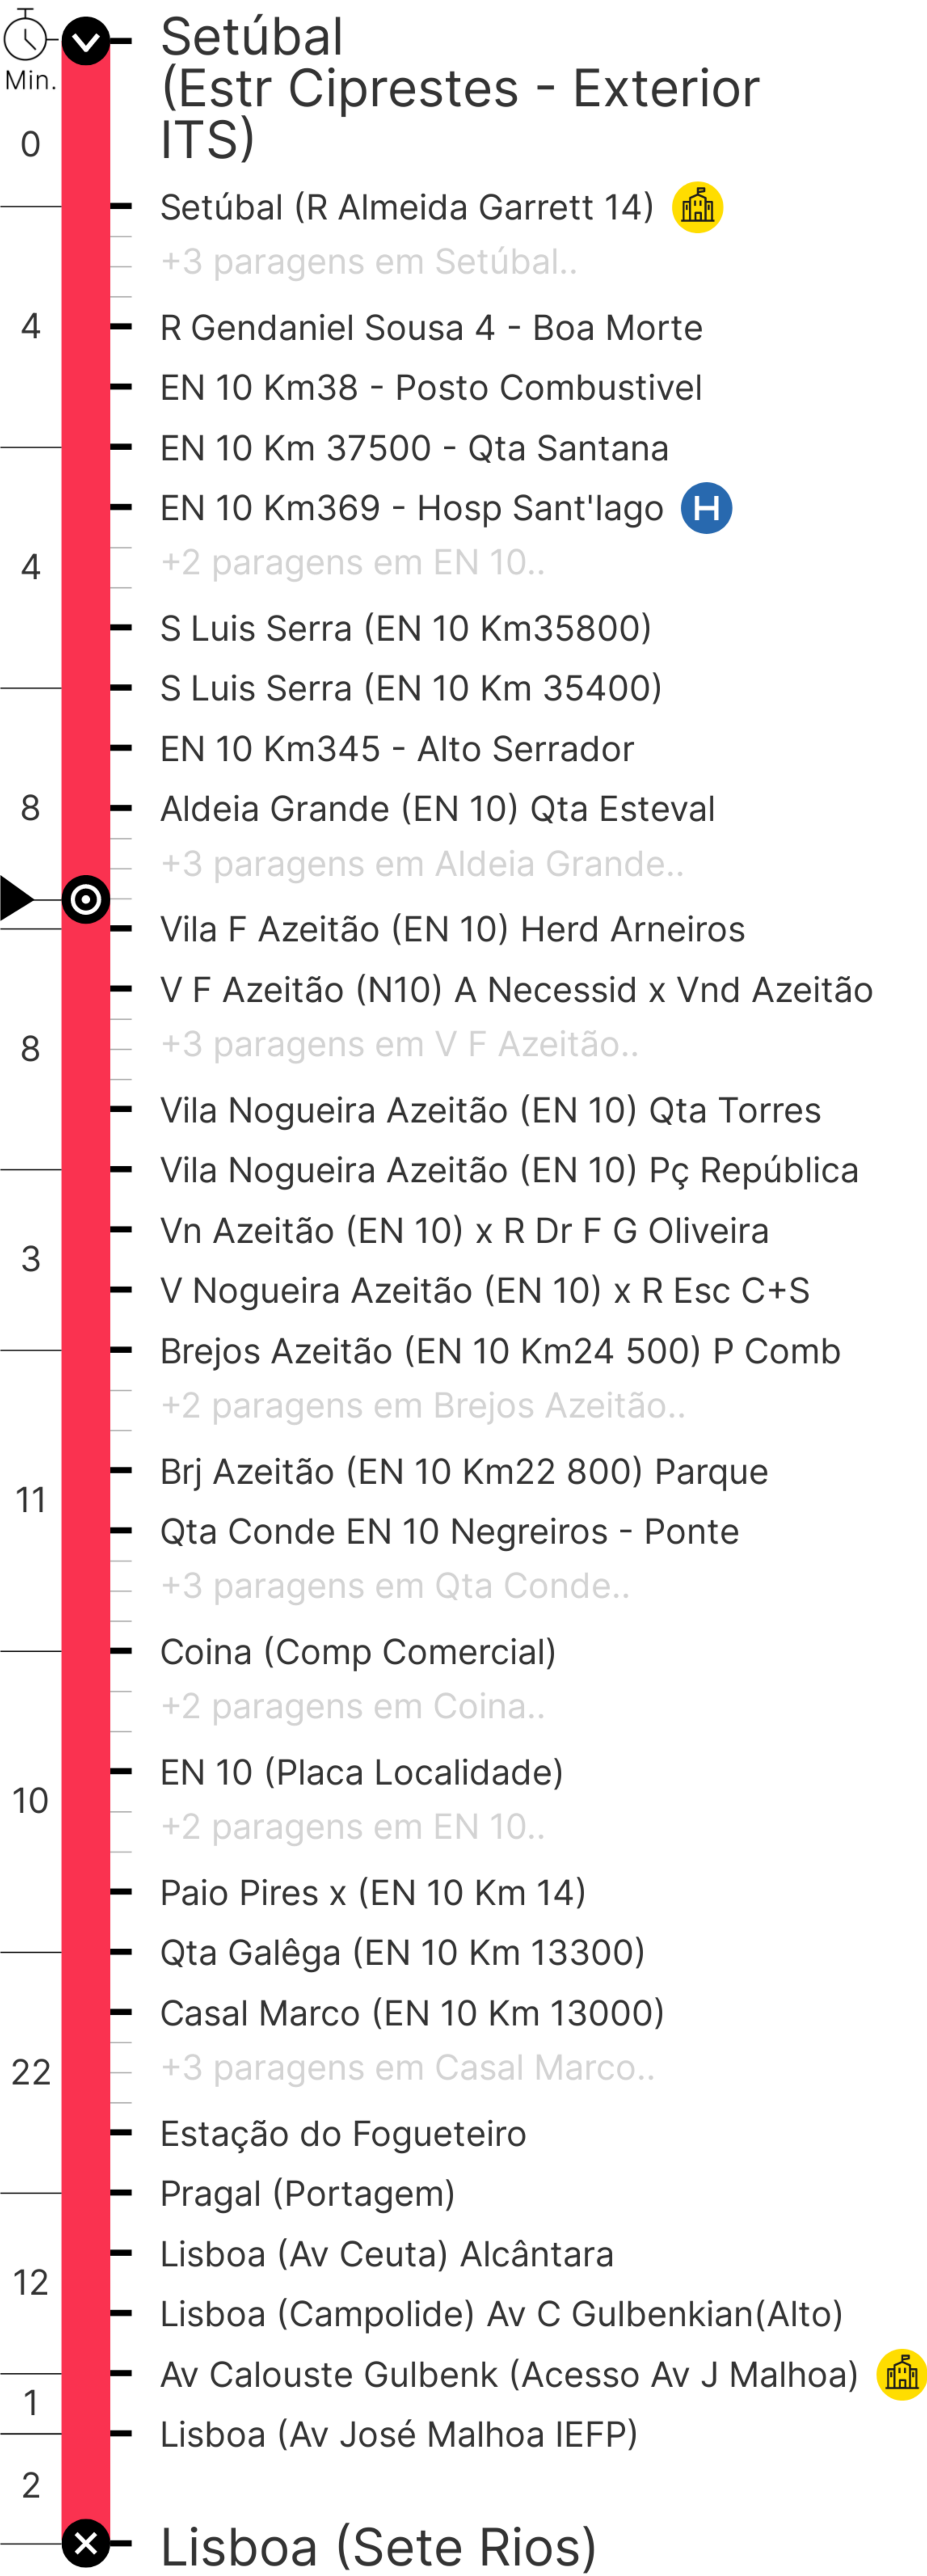 Min.
Setúbal
(Estr Ciprestes - Exterior
ITS)
0
Setúbal (R Almeida Garrett 14)
+3 paragens em Setúbal..
4
R Gendaniel Sousa 4 - Boa Morte
EN 10 Km38 - Posto Combustivel
EN 10 Km 37500 - Qta Santana
EN 10 Km369 - Hosp Sant'Iago H
4
+2 paragens em EN 10..
S Luis Serra (EN 10 Km35800)
S Luis Serra (EN 10 Km 35400)
EN 10 Km345 - Alto Serrador
8
Aldeia Grande (EN 10) Qta Esteval
+3 paragens em Aldeia Grande..
Vila F Azeitão (EN 10) Herd Arneiros
V F Azeitão (N10) A Necessid x Vnd Azeitão
8
+3 paragens em V F Azeitão..
Vila Nogueira Azeitão (EN 10) Qta Torres
Vila Nogueira Azeitão (EN 10) Pç República
Vn Azeitão (EN 10) x R Dr F G Oliveira
3
V Nogueira Azeitão (EN 10) x R Esc C+S
Brejos Azeitão (EN 10 Km24 500) P Comb
+2 paragens em Brejos Azeitão..
Brj Azeitão (EN 10 Km22 800) Parque
11
Qta Conde EN 10 Negreiros - Ponte
+3 paragens em Qta Conde..
Coina (Comp Comercial)
+2 paragens em Coina..
EN 10 (Placa Localidade)
10
+2 paragens em EN 10..
Paio Pires x (EN 10 Km 14)
Qta Galêga (EN 10 Km 13300)
Casal Marco (EN 10 Km 13000)
22
+3 paragens em Casal Marco..
Estação do Fogueteiro
Pragal (Portagem)
Lisboa (Av Ceuta) Alcântara
12
Lisboa (Campolide) Av C Gulbenkian(Alto)
Av Calouste Gulbenk (Acesso Av J Malhoa)
1
Lisboa (Av José Malhoa IEFP)
2
Lisboa (Sete Rios)